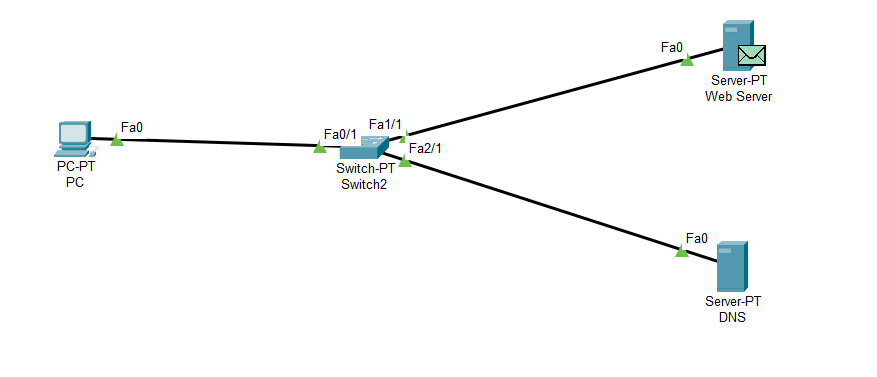 Fa0
Server-PT
Web Server
Fa0
PC-PT
PC
Fa0/1
Fa1/1
Fa2/1
Switch-PT
Switch2
Fa0
Server-PT
DNS